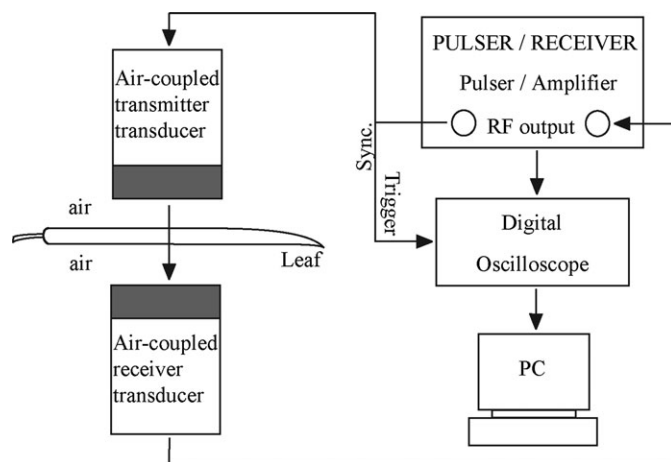 Air-coupled
transmitter
transducer
PULSER / RECEIVER
Pulser / Amplifier
RF output
Sync.
Trigger
air
air
Leaf
Digital
Oscilloscope
Air-coupled
receiver
transducer
PC